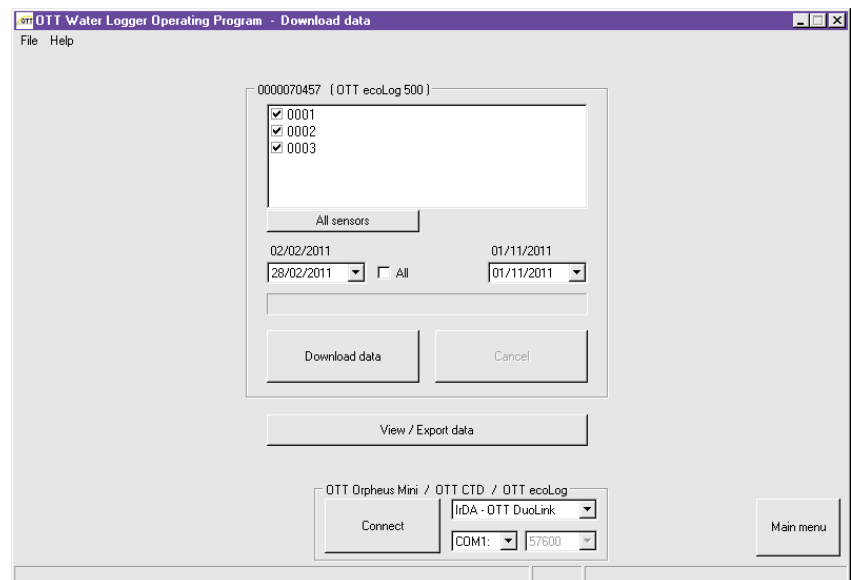 OTT OTT Water Logger Operating Program - Download data
File Help
0000070457 ( OTT ecoLog 500 )
0001
0002
0003
All sensors
02/02/2011 01/11/2011
28/02/2011 All 01/11/2011
Download data Cancel
View / Export data
OTT Orpheus Mini / OTT CTD / OTT ecoLog
Connect IrDA - OTT DuoLink
COM1: 57600
Main menu